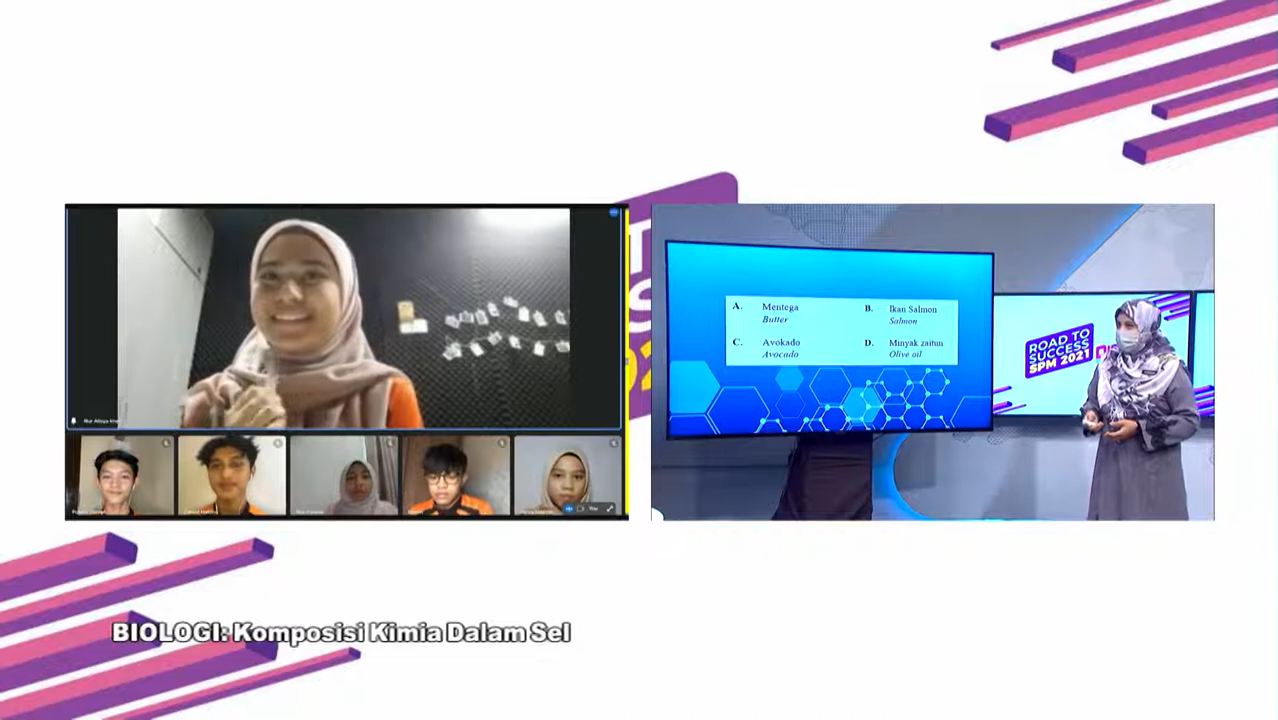 A. Mentega
Butter
B. Ikan Salmon
Salmon
C. Avokado
Avocado
D. Minyak zaitun
Olive oil
ROAD TO
SUCCESS
SPM 2021
You
BIOLOGI: Komposisi Kimia Dalam Sel